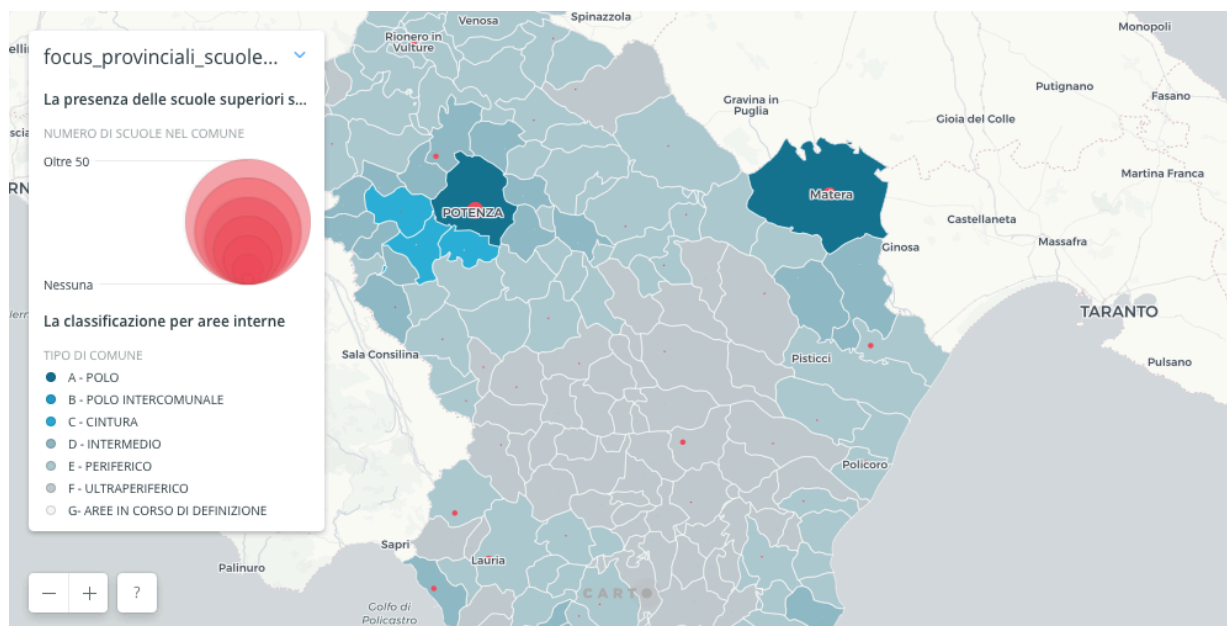 focus_provinciali_scuole...
La presenza delle scuole superiori s...
NUMERO DI SCUOLE NEL COMUNE
Oltre 50
Nessuna
La classificazione per aree interne
TIPO DI COMUNE
A - POLO
B - POLO INTERCOMUNALE
C - CINTURA
D - INTERMEDIO
E - PERIFERICO
F - ULTRAPERIFERICO
G- AREE IN CORSO DI DEFINIZIONE
Venosa
Spinazzola
Rionero in
Vulture
Monopoli
Gravina in
Puglia
Putignano
Fasano
Gioia del Colle
Martina Franca
Matera
POTENZA
Castellaneta
Ginosa
Massafra
TARANTO
Sala Consilina
Pisticci
Pulsano
Policoro
Sapri
Lauria
Palinuro
Golfo di
Policastro
CARTO
− + ?